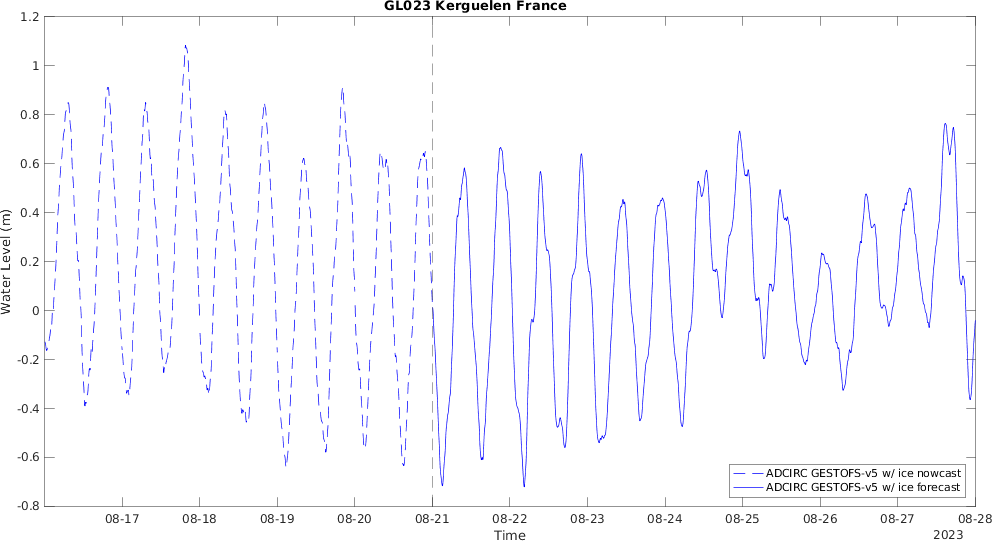 GL023 Kerguelen France
1.2
1
0.8
0.6
0.4
0.2
0
-0.2
-0.4
-0.6
-0.8
Water Level (m)
ADCIRC GESTOFS-v5 w/ ice nowcast
ADCIRC GESTOFS-v5 w/ ice forecast
08-17 08-18 08-19 08-20 08-21 08-22 08-23 08-24 08-25 08-26 08-27 08-28
Time
2023